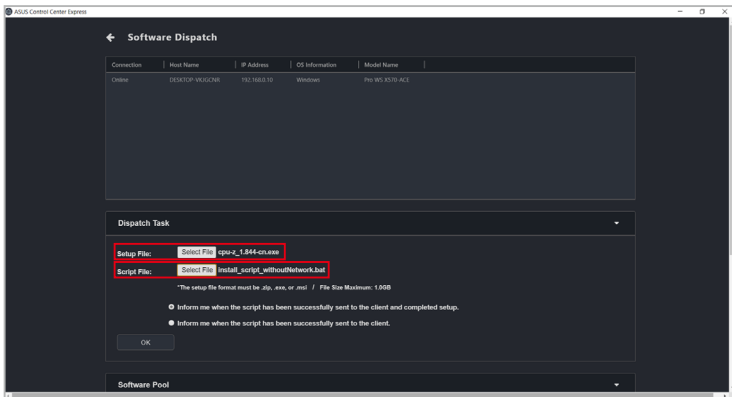 ASUS Control Center Express
Software Dispatch
Connection Host Name IP Address OS Information Model Name
Online DESKTOP-VKJGCNR 192.168.0.10 Windows Pro WS X570-ACE
Dispatch Task
Setup File: Select File cpu-z_1.844-cn.exe
Script File: Select File Install_script_withoutNetwork.bat
*The setup file format must be .zip, .exe, or .msi / File Size Maximum: 1.0GB
Inform me when the script has been successfully sent to the client and completed setup.
Inform me when the script has been successfully sent to the client.
OK
Software Pool